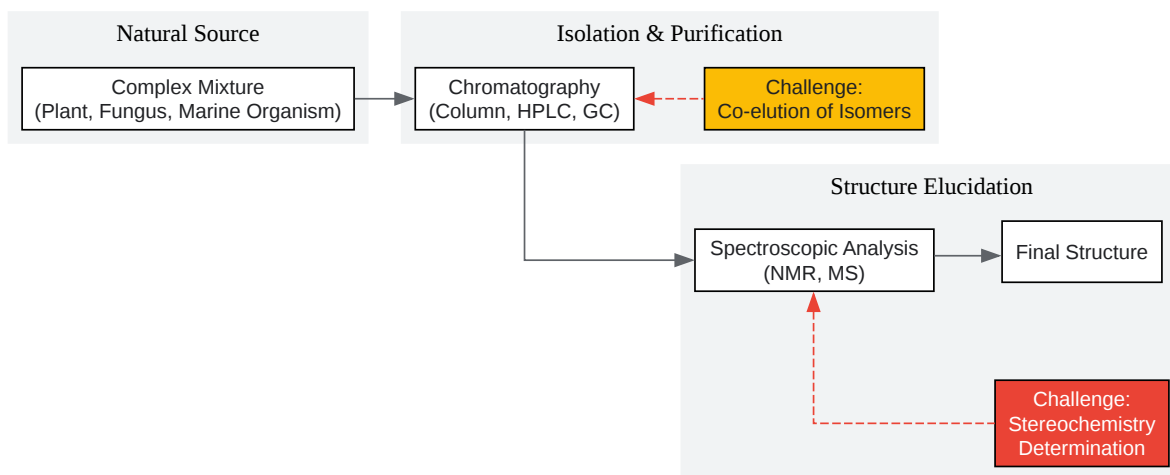 Natural Source
Complex Mixture
(Plant, Fungus, Marine Organism)
Isolation & Purification
Chromatography
(Column, HPLC, GC)
Challenge:
Co-elution of Isomers
Structure Elucidation
Spectroscopic Analysis
(NMR, MS)
Final Structure
Challenge:
Stereochemistry
Determination